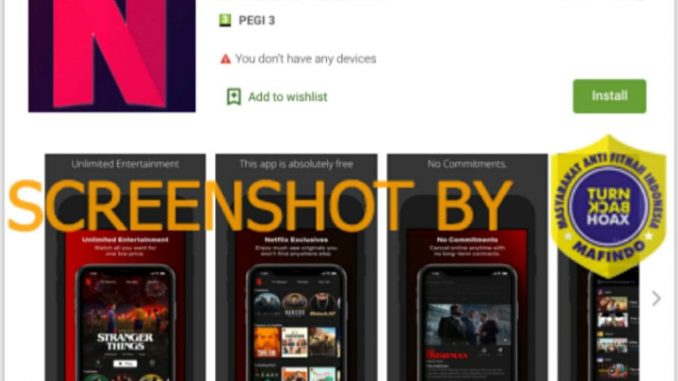 N
3 PEGI 3
You don't have any devices
Add to wishlist
Install
Unlimited Entertainment
This app is absolutely free
No Commitments.
SCREENSHOT BY
MASYARAKAT ANTI FITNAH INDONESIA
TURN
BACK
HOAX
MAFINDO
Unlimited Entertainment
Watch all you want for
one low price.
Netflix Exclusives
Enjoy must-see originals you
won't find anywhere else.
No Commitments
Cancel online anytime with
no long-term contracts.
STRANGER
THINGS
Play
NARCOS
IRISHMAN